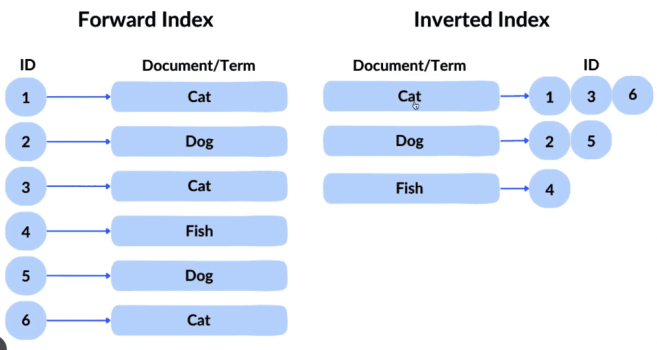 Forward Index
ID Document/Term
1 Cat
2 Dog
3 Cat
4 Fish
5 Dog
6 Cat
Inverted Index
Document/Term ID
Cat 1 3 6
Dog 2 5
Fish 4